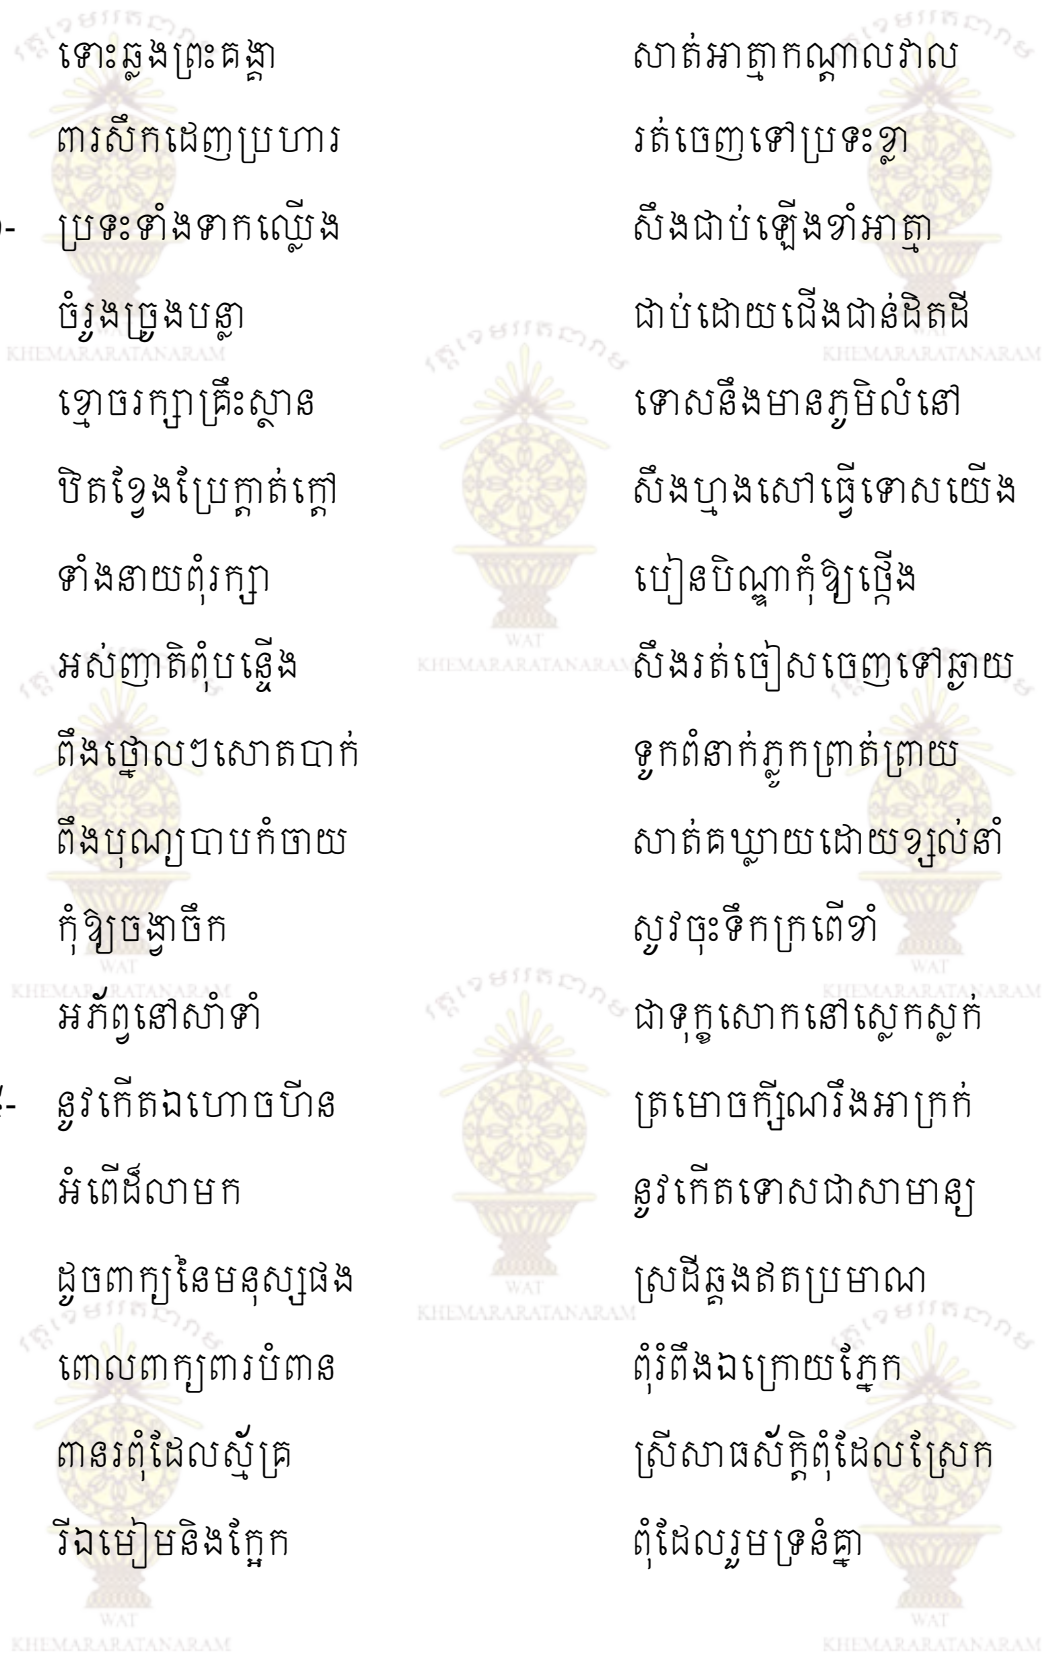 ទោះឆ្លងព្រះគង្គា សាត់អាត្មាកណ្ដាលវាល
ពារសឹកដេញប្រហារ រត់ចេញទៅប្រទះខ្លា
ប្រទះទាំងទាកឈ្លើង សឹងជាប់ឡើងខាំអាត្មា
ចំរូងច្រូងបន្លា ជាប់ដោយជើងជាន់ដិតដី
ខ្មោចរក្សាគ្រឹះស្ថាន ទោសនឹងមានភូមិលំនៅ
ឋិតខ្វែងប្រែក្ដាត់ក្ដៅ សឹងហ្មងសៅធ្វើទោសយើង
ទាំងនាយពុំរក្សា បៀនបិណ្ឌាកុំឱ្យថ្កើង
អស់ញាតិពុំបន្ទើង សឹងរត់ចៀសចេញទៅឆ្ងាយ
ពឹងថ្នោលៗសោតបាក់ ទូកពំនាក់ភ្លូកព្រាត់ព្រាយ
ពឹងបុណ្យបាបកំចាយ សាត់គឃ្លាយដោយខ្យល់នាំ
កុំឱ្យចង្វាចឹក សូវចុះទឹកក្រពើខាំ
អភ័ព្វនៅសាំទាំ ជាទុក្ខសោកនៅស្លេកស្លក់
នូវកើតឯហោចហីន ត្រមោចក្សីណរឹងអាក្រក់
អំពើដ៏លាមក នូវកើតទោសជាសាមាន្យ
ដូចពាក្យនៃមនុស្សផង ស្រដីឆ្គងឥតប្រមាណ
ពោលពាក្យពារបំពាន ពុំរំពឹងឯក្រោយភ្នែក
ពានរពុំដែលស្ម័គ្រ ស្រីសាធស័ក្ដិពុំដែលស្រែក
រីឯមៀមនិងក្អែក ពុំដែលរួមទ្រនំគ្នា
WAT KHEMARARATANARAM